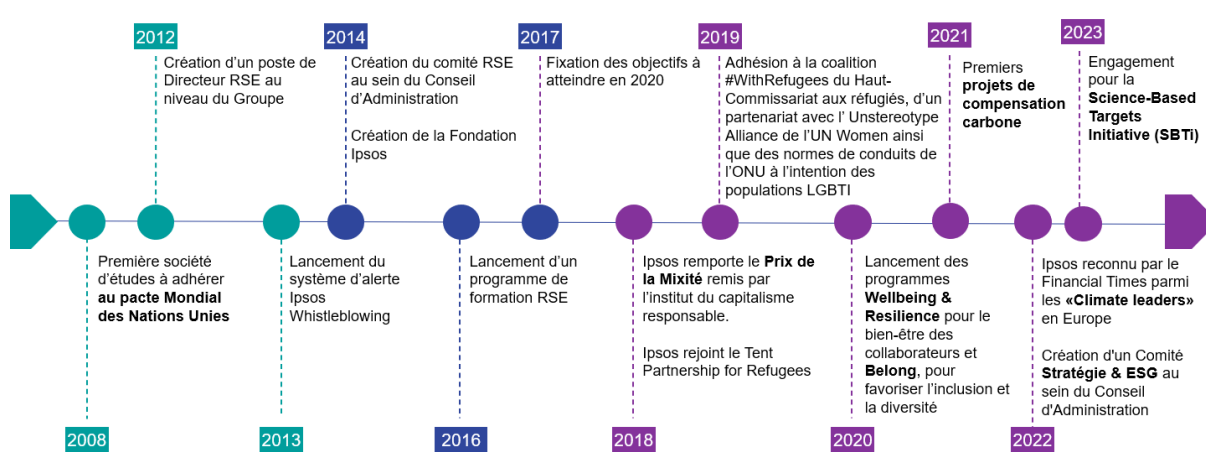 2012
Création d’un poste de
Directeur RSE au
niveau du Groupe
2014
Création du comité RSE
au sein du Conseil
d’Administration
Création de la Fondation
Ipsos
2017
Fixation des objectifs à
atteindre en 2020
2019
Adhésion à la coalition
#WithRefugees du Haut-
Commissariat aux réfugiés, d’un
partenariat avec l’ Unstereotype
Alliance de l’UN Women ainsi
que des normes de conduits de
l’ONU à l’intention des
populations LGBTI
2021
Premiers
projets de
compensation
carbone
2023
Engagement
pour la
Science-Based
Targets
Initiative (SBTi)
Première société
d’études à adhérer
au pacte Mondial
des Nations Unies
2008
Lancement du
système d’alerte
Ipsos
Whistleblowing
2013
Lancement d’un
programme de
formation RSE
2016
Ipsos remporte le Prix de
la Mixité remis par
l’institut du capitalisme
responsable.
Ipsos rejoint le Tent
Partnership for Refugees
2018
Lancement des
programmes
Wellbeing &
Resilience pour le
bien-être des
collaborateurs et
Belong, pour
favoriser l’inclusion et
la diversité
2020
Ipsos reconnu par le
Financial Times parmi
les «Climate leaders»
en Europe
Création d'un Comité
Stratégie & ESG au
sein du Conseil
d'Administration
2022